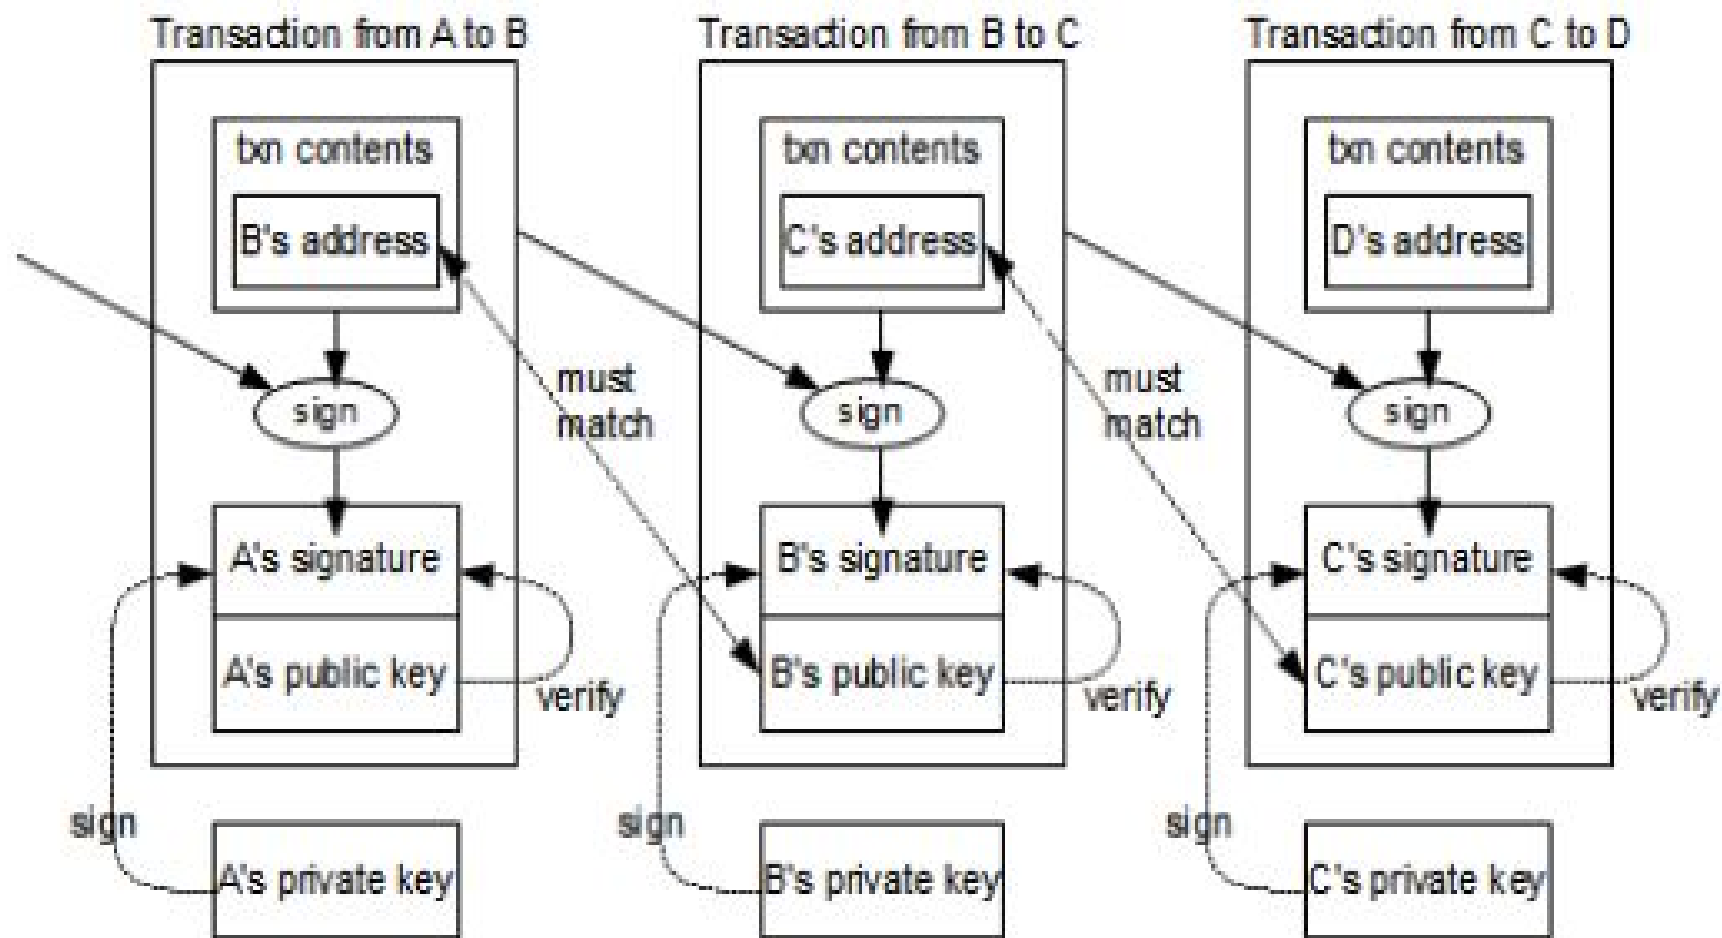 Transaction from A to B
txn contents
B's address
sign
A's signature
A's public key
verify
sign
A's private key
must
match
Transaction from B to C
txn contents
C's address
sign
B's signature
B's public key
verify
sign
B's private key
must
match
Transaction from C to D
txn contents
D's address
sign
C's signature
C's public key
verify
sign
C's private key